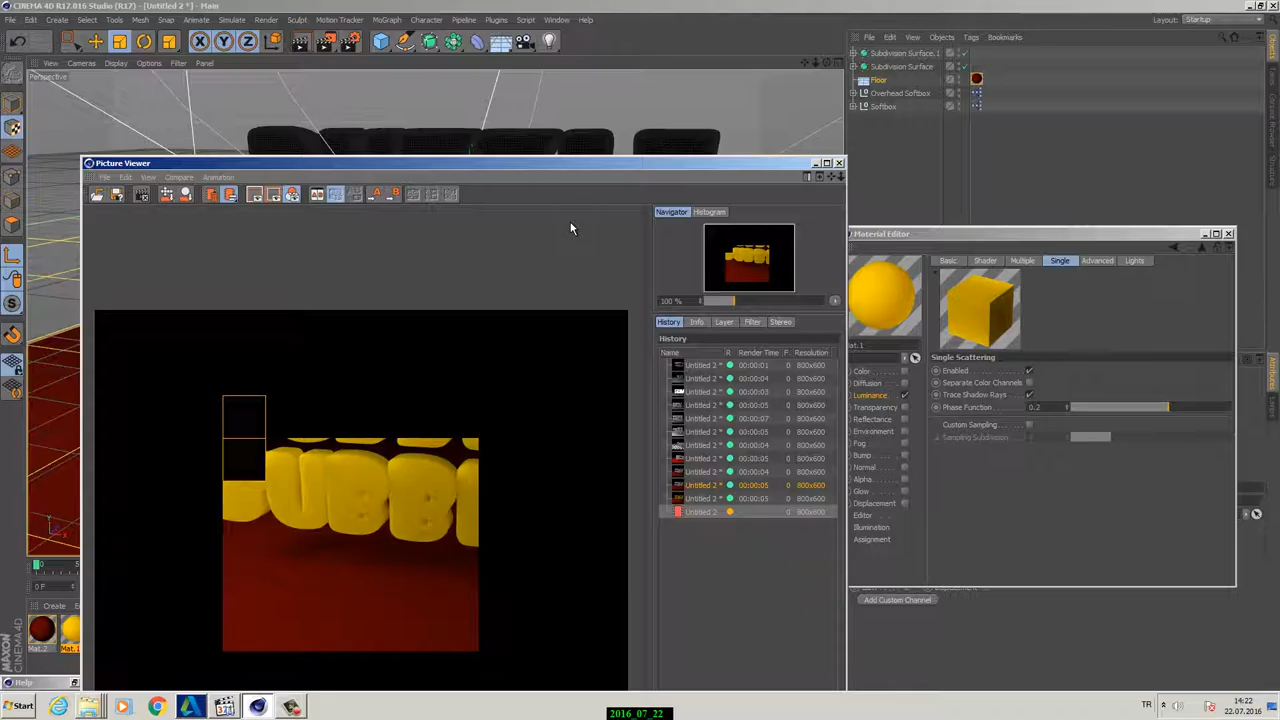 CINEMA 4D R17.016 Studio (R17) - [Untitled 2 *] - Main
Edit Create Select Tools Mesh Snap Animate Simulate Render Sculpt Motion Tracker MoGraph Character Pipeline Plugins Script Window Help
Layout: Startup
File Edit View Objects Tags Bookmarks
View Cameras Display Options Filter Panel
Perspective
Subdivision Surface.1
Subdivision Surface
Floor
Overhead Softbox
Softbox
Picture Viewer
File Edit View Compare Animation
Navigator Histogram
100 %
History Info Layer Filter Stereo
History
Name R Render Time F. Resolution
Untitled 2 * 00:00:01 0 800x600
Untitled 2 * 00:00:04 0 800x600
Untitled 2 * 00:00:03 0 800x600
Untitled 2 * 00:00:05 0 800x600
Untitled 2 * 00:00:07 0 800x600
Untitled 2 * 00:00:05 0 800x600
Untitled 2 * 00:00:04 0 800x600
Untitled 2 * 00:00:05 0 800x600
Untitled 2 * 00:00:04 0 800x600
Untitled 2 * 00:00:05 0 800x600
Untitled 2 * 00:00:05 0 800x600
Untitled 2 0 800x600
Material Editor
Basic Shader Multiple Single Advanced Lights
Single Scattering
Enabled
Separate Color Channels
Trace Shadow Rays
Phase Function 0.2
Custom Sampling
Sampling Subdivision
Color
Diffusion
Luminance
Transparency
Reflectance
Environment
Fog
Bump
Normal
Alpha
Glow
Displacement
Editor
Illumination
Assignment
Add Custom Channel
0 F
Create
Mat.2 Mat.1
MAXON CINEMA 4D
Help
Start
TR
14:22
22.07.2016
2016_07_22